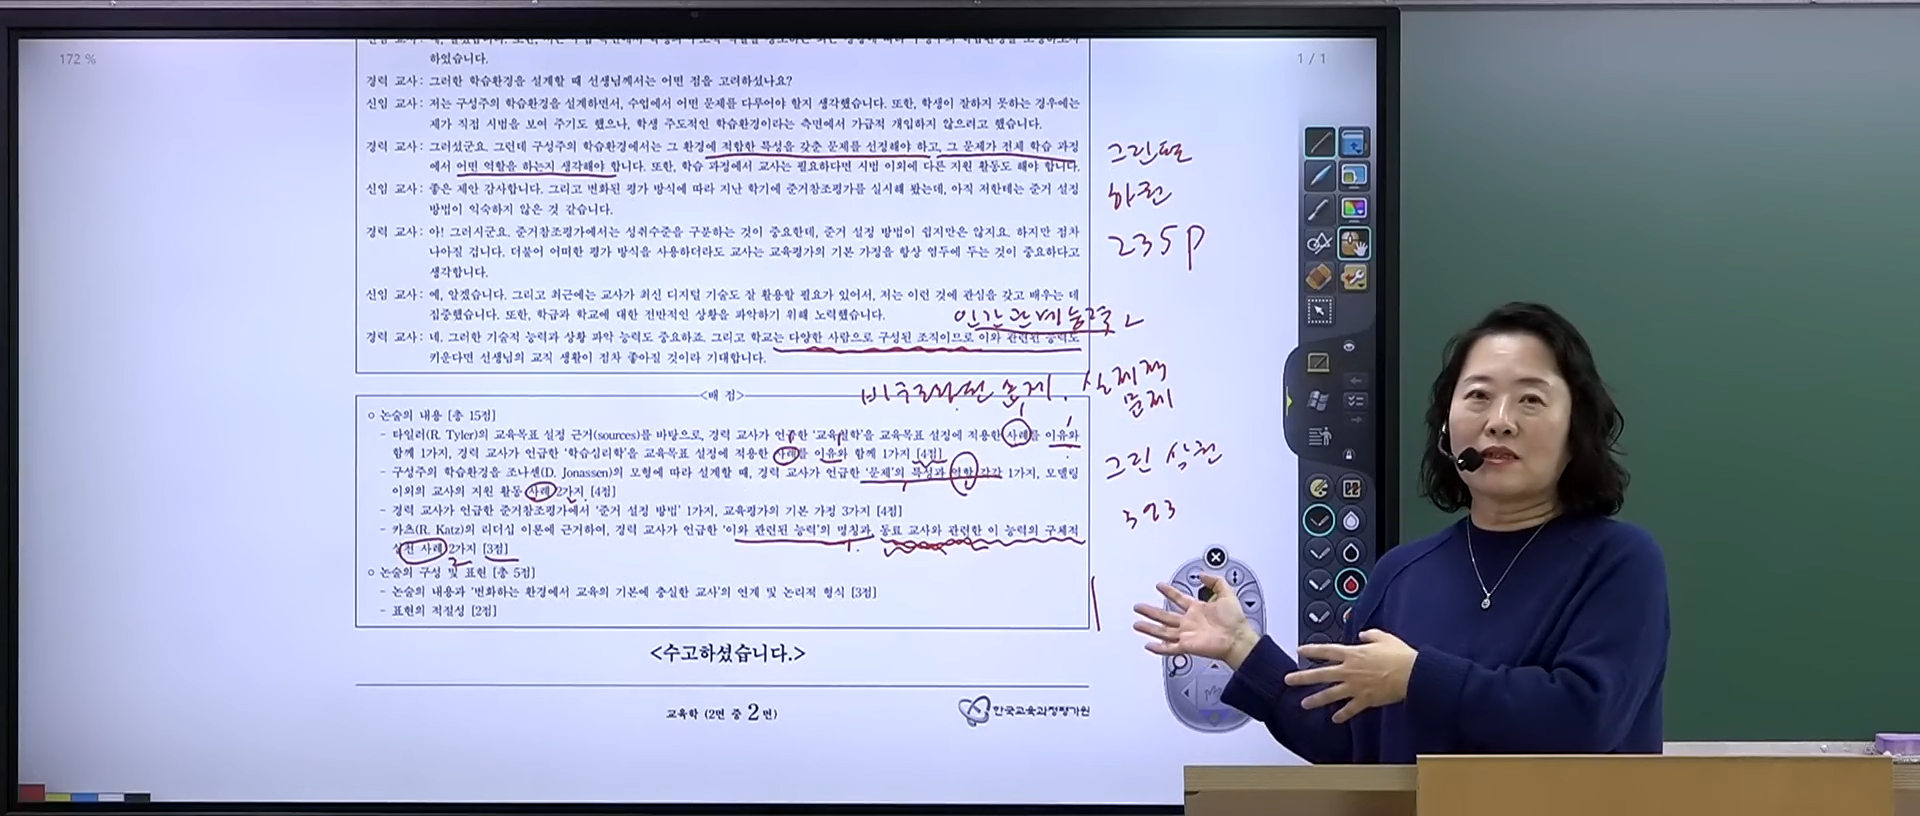 172 %
1 / 1
하였습니다.
경력 교사: 그러한 학습환경을 설계할 때 선생님께서는 어떤 점을 고려하셨나요?
신임 교사: 저는 구성주의 학습환경을 설계하면서, 수업에서 어떤 문제를 다루어야 할지 생각했습니다. 또한, 학생이 잘하지 못하는 경우에는
제가 직접 시범을 보여 주기도 했으나, 학생 주도적인 학습환경이라는 측면에서 가급적 개입하지 않으려고 했습니다.
경력 교사: 그러셨군요. 그런데 구성주의 학습환경에서는 그 환경에 적합한 특성을 갖춘 문제를 선정해야 하고, 그 문제가 전체 학습 과정
에서 어떤 역할을 하는지 생각해야 합니다. 또한, 학습 과정에서 교사는 필요하다면 시범 이외에 다른 지원 활동도 해야 합니다.
신임 교사: 좋은 제안 감사합니다. 그리고 변화된 평가 방식에 따라 지난 학기에 준거참조평가를 실시해 봤는데, 아직 저한테는 준거 설정
방법이 익숙하지 않은 것 같습니다.
경력 교사: 아! 그러시군요. 준거참조평가에서는 성취수준을 구분하는 것이 중요한데, 준거 설정 방법이 쉽지만은 않지요. 하지만 점차
나아질 겁니다. 더불어 어떠한 평가 방식을 사용하더라도 교사는 교육평가의 기본 가정을 항상 염두에 두는 것이 중요하다고
생각합니다.
신임 교사: 예, 알겠습니다. 그리고 최근에는 교사가 최신 디지털 기술도 잘 활용할 필요가 있어서, 저는 이런 것에 관심을 갖고 배우는 데
집중했습니다. 또한, 학급과 학교에 대한 전반적인 상황을 파악하기 위해 노력했습니다.
인간관계능력
경력 교사: 네, 그러한 기술적 능력과 상황 파악 능력도 중요하죠. 그리고 학교는 다양한 사람으로 구성된 조직이므로 이와 관련된 능력도
키운다면 선생님의 교직 생활이 점차 좋아질 것이라 기대합니다.
235p
비구조화된 문제, 실제적
문제
<배 점>
○ 논술의 내용 [총 15점]
- 타일러(R. Tyler)의 교육목표 설정 근거(sources)를 바탕으로, 경력 교사가 언급한 '교육철학'을 교육목표 설정에 적용한 사례를 이유와
함께 1가지, 경력 교사가 언급한 '학습심리학'을 교육목표 설정에 적용한 사례를 이유와 함께 1가지 [4점]
- 구성주의 학습환경을 조나센(D. Jonassen)의 모형에 따라 설계할 때, 경력 교사가 언급한 '문제'의 특성과 역할 각각 1가지, 모델링
이외의 교사의 지원 활동 사례 2가지 [4점]
- 경력 교사가 언급한 준거참조평가에서 '준거 설정 방법' 1가지, 교육평가의 기본 가정 3가지 [4점]
- 카츠(R. Katz)의 리더십 이론에 근거하여, 경력 교사가 언급한 '이와 관련된 능력'의 명칭과, 동료 교사와 관련한 이 능력의 구체적
실천 사례 2가지 [3점]
○ 논술의 구성 및 표현 [총 5점]
- 논술의 내용과 '변화하는 환경에서 교육의 기본에 충실한 교사'의 연계 및 논리적 형식 [3점]
- 표현의 적절성 [2점]
393
<수고하셨습니다.>
교육학 (2면 중 2면)
한국교육과정평가원